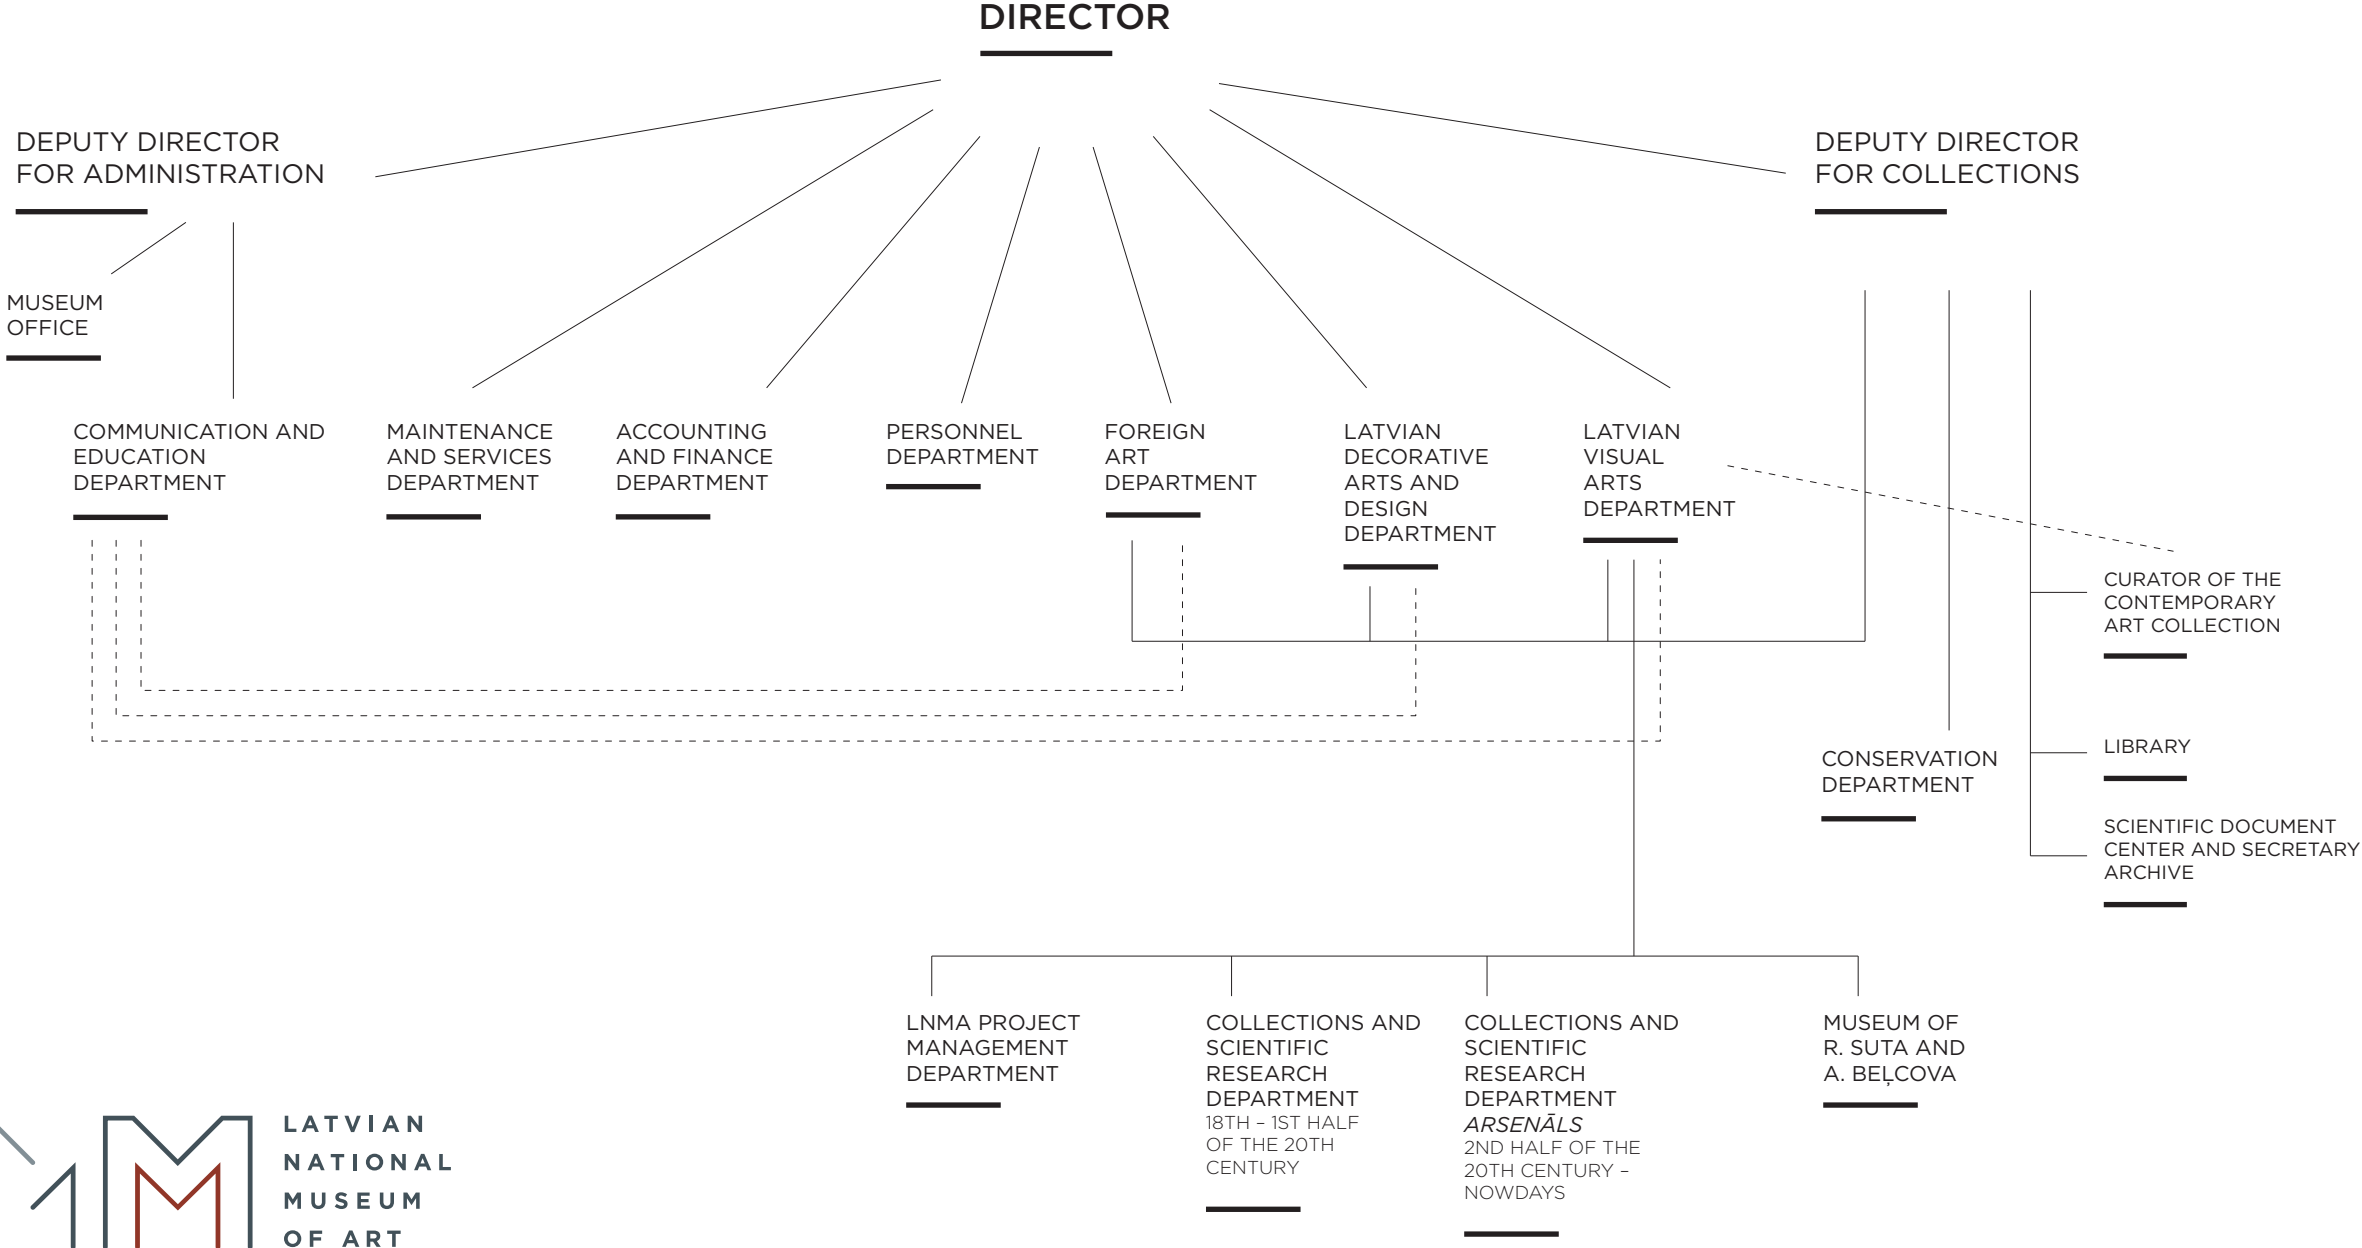 DIRECTOR
DEPUTY DIRECTOR
FOR ADMINISTRATION
DEPUTY DIRECTOR
FOR COLLECTIONS
MUSEUM
OFFICE
COMMUNICATION AND
EDUCATION
DEPARTMENT
MAINTENANCE
AND SERVICES
DEPARTMENT
ACCOUNTING
AND FINANCE
DEPARTMENT
PERSONNEL
DEPARTMENT
FOREIGN
ART
DEPARTMENT
LATVIAN
DECORATIVE
ARTS AND
DESIGN
DEPARTMENT
LATVIAN
VISUAL
ARTS
DEPARTMENT
CURATOR OF THE
CONTEMPORARY
ART COLLECTION
CONSERVATION
DEPARTMENT
LIBRARY
SCIENTIFIC DOCUMENT
CENTER AND SECRETARY
ARCHIVE
LNMA PROJECT
MANAGEMENT
DEPARTMENT
COLLECTIONS AND
SCIENTIFIC
RESEARCH
DEPARTMENT
18TH – 1ST HALF
OF THE 20TH
CENTURY
COLLECTIONS AND
SCIENTIFIC
RESEARCH
DEPARTMENT
ARSENĀLS
2ND HALF OF THE
20TH CENTURY –
NOWDAYS
MUSEUM OF
R. SUTA AND
A. BEĻCOVA
LATVIAN
NATIONAL
MUSEUM
OF ART